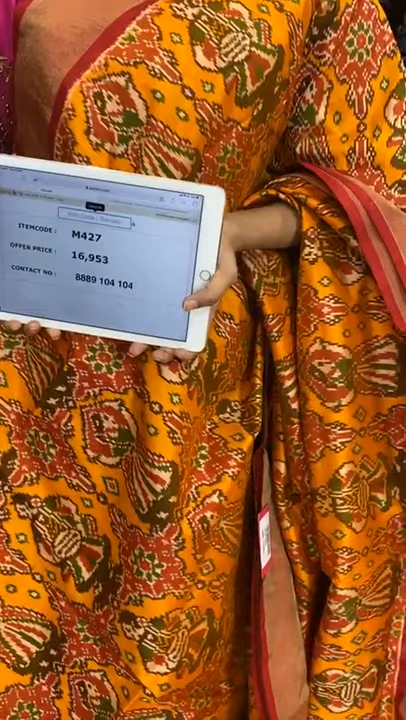 ITEMCODE : M427
OFFER PRICE : 16,953
CONTACT NO : 8889 104 104